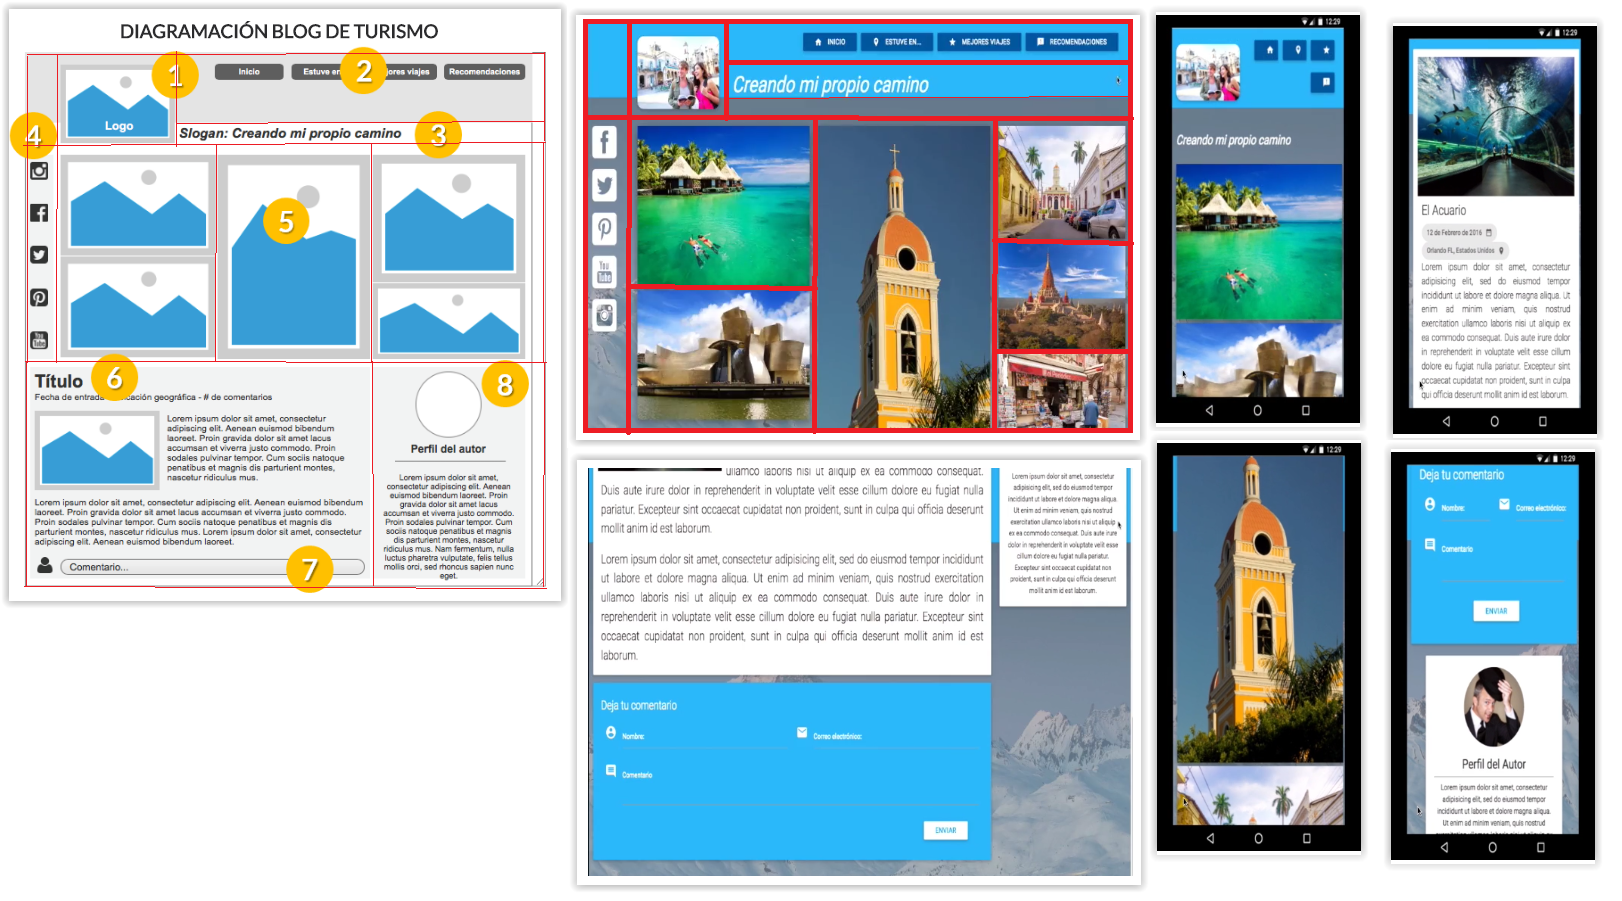 DIAGRAMACIÓN BLOG DE TURISMO
1
2
Inicio
Estuve en
jores viajes
Recomendaciones
Logo
4
Slogan: Creando mi propio camino
3
5
You
Tube
6
Título
8
Fecha de entrada
cación geográfica - # de comentarios
Lorem ipsum dolor sit amet, consectetur
adipiscing elit. Aenean euismod bibendum
laoreet. Proin gravida dolor sit amet lacus
accumsan et viverra justo commodo. Proin
sodales pulvinar tempor. Cum sociis natoque
penatibus et magnis dis parturient montes,
nascetur ridiculus mus.
Lorem ipsum dolor sit amet, consectetur adipiscing elit. Aenean euismod bibendum
laoreet. Proin gravida dolor sit amet lacus accumsan et viverra justo commodo.
Proin sodales pulvinar tempor. Cum sociis natoque penatibus et magnis dis
parturient montes, nascetur ridiculus mus. Lorem ipsum dolor sit amet, consectetur
adipiscing elit. Aenean euismod bibendum laoreet.
Comentario...
7
Perfil del autor
Lorem ipsum dolor sit amet,
consectetur adipiscing elit.
Aenean euismod bibendum
laoreet. Proin gravida dolor
sit amet lacus accumsan et
viverra justo commodo.
Proin sodales pulvinar
tempor. Cum sociis natoque
penatibus et magnis dis
parturient montes, nascetur
ridiculus mus. Nam fermentum, nulla
luctus pharetra vulputate, felis tellus
mollis orci, sed rhoncus sapien nunc
eget.
INICIO
ESTUVE EN...
MEJORES VIAJES
RECOMENDACIONES
Creando mi propio camino
You
Tube
ullamco laboris nisi ut aliquip ex ea commodo consequat.
Duis aute irure dolor in reprehenderit in voluptate velit esse cillum dolore eu fugiat nulla
pariatur. Excepteur sint occaecat cupidatat non proident, sunt in culpa qui officia deserunt
mollit anim id est laborum.
Lorem ipsum dolor sit amet, consectetur adipiscing elit, sed do eiusmod tempor incididunt
ut labore et dolore magna aliqua. Ut enim ad minim veniam, quis nostrud exercitation
ullamco laboris nisi ut aliquip ex ea commodo consequat. Duis aute irure dolor in
reprehenderit in voluptate velit esse cillum dolore eu fugiat nulla pariatur. Excepteur sint
occaecat cupidatat non proident, sunt in culpa qui officia deserunt mollit anim id est
laborum.
Lorem ipsum dolor sit amet, consectetur
adipisicing elit, sed do eiusmod tempor
incididunt ut labore et dolore magna aliqua.
Ut enim ad minim veniam, quis nostrud
exercitation ullamco laboris nisi ut aliquip
ex ea commodo consequat. Duis aute irure
dolor in reprehenderit in voluptate velit esse
cillum dolore eu fugiat nulla pariatur.
Excepteur sint occaecat cupidatat non
proident, sunt in culpa qui officia deserunt
mollit anim id est laborum.
Deja tu comentario
Nombre:
Correo electrónico:
Comentario
ENVIAR
12:29
Creando mi propio camino
12:29
El Acuario
12 de Febrero de 2016
Orlando FL, Estados Unidos
Lorem ipsum dolor sit amet, consectetur
adipisicing elit, sed do eiusmod tempor
incididunt ut labore et dolore magna aliqua. Ut
enim ad minim veniam, quis nostrud
exercitation ullamco laboris nisi ut aliquip ex
ea commodo consequat. Duis aute irure dolor
in reprehenderit in voluptate velit esse cillum
dolore eu fugiat nulla pariatur. Excepteur sint
occaecat cupidatat non proident, sunt in culpa
qui officia deserunt mollit anim id est laborum.
12:29
12:29
Deja tu comentario
Nombre:
Correo electrónico:
Comentario
ENVIAR
Perfil del Autor
Lorem ipsum dolor sit amet, consectetur
adipisicing elit, sed do eiusmod tempor
incididunt ut labore et dolore magna aliqua.
Ut enim ad minim veniam, quis nostrud